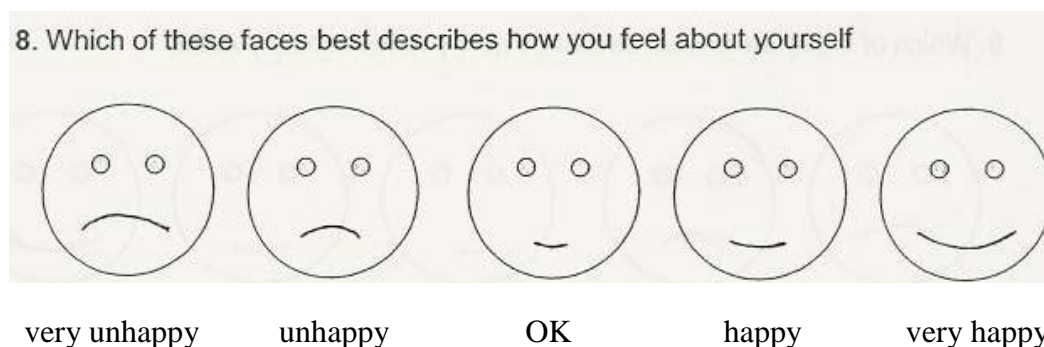 8. Which of these faces best describes how you feel about yourself
very unhappy unhappy OK happy very happy